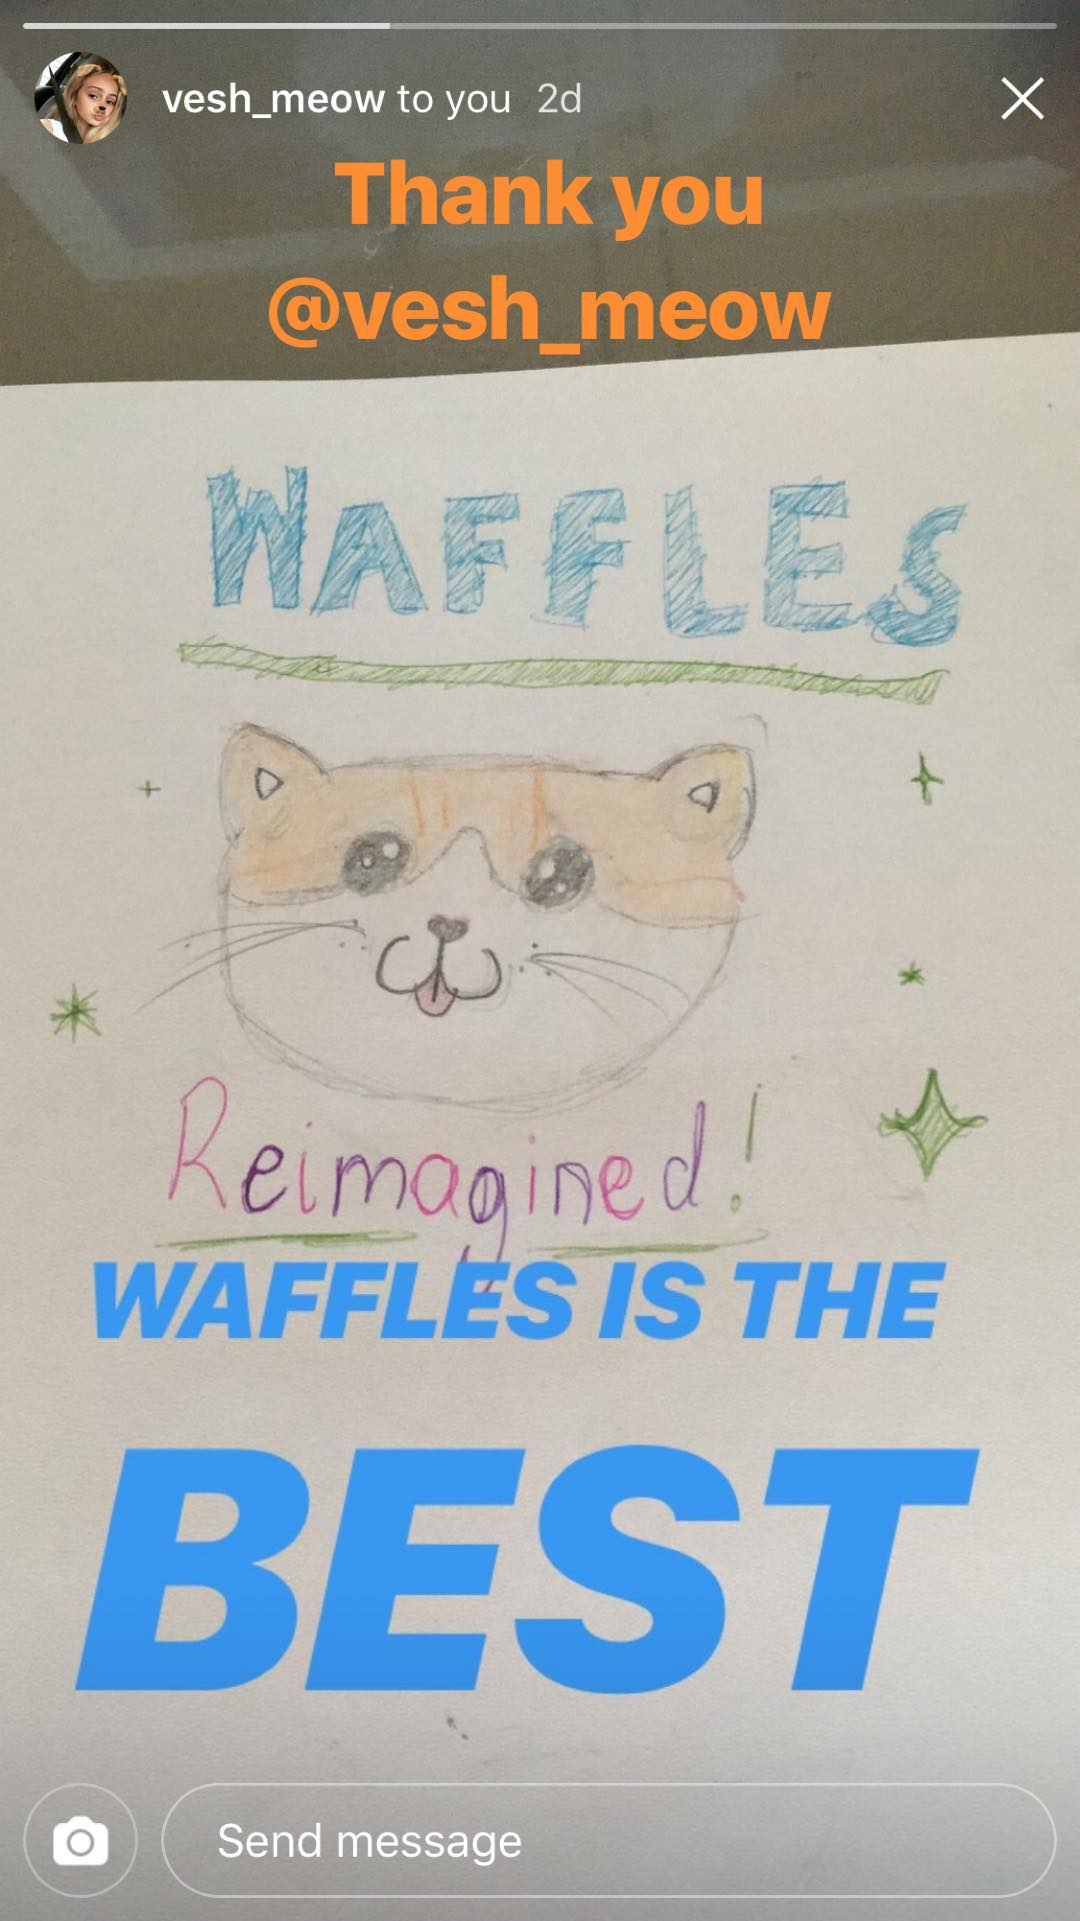 vesh_meow to you 2d
Thank you
@vesh_meow
WAFFLES
Reimagined!
WAFFLES IS THE
BEST
Send message